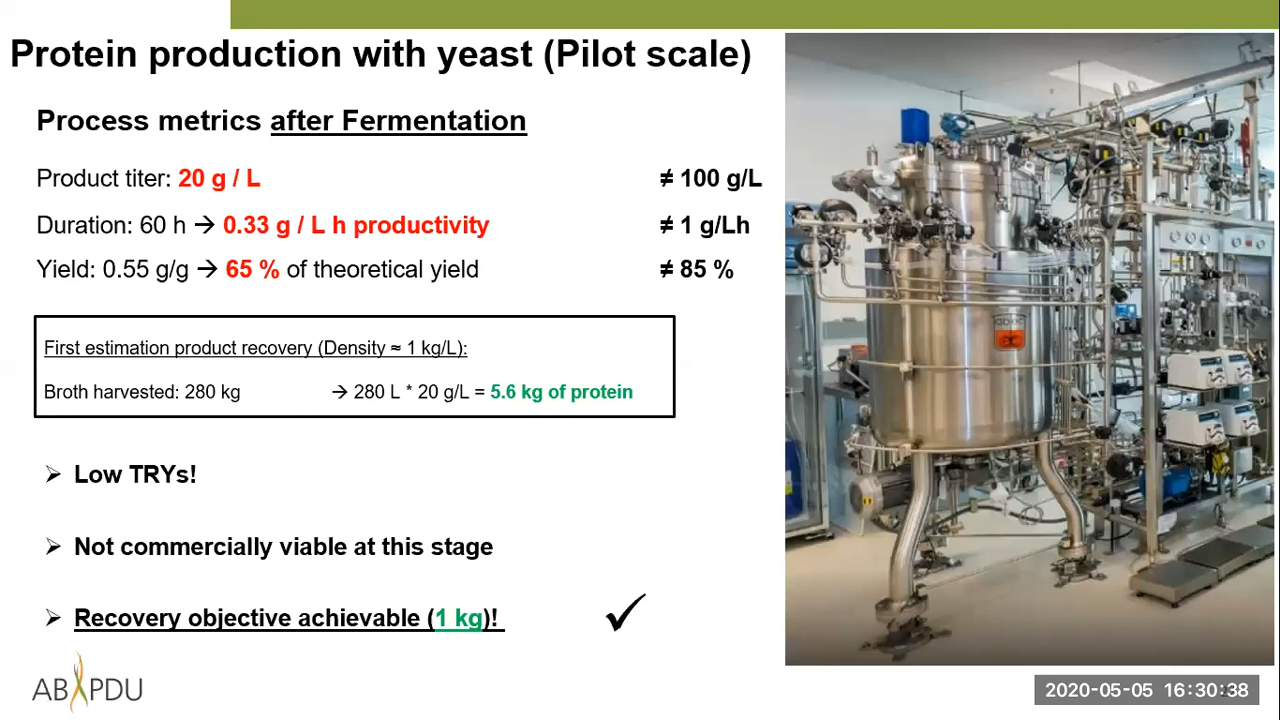 Protein production with yeast (Pilot scale)
Process metrics after Fermentation
Product titer: 20 g / L ≠ 100 g/L
Duration: 60 h → 0.33 g / L h productivity ≠ 1 g/Lh
Yield: 0.55 g/g → 65 % of theoretical yield ≠ 85 %
First estimation product recovery (Density ≈ 1 kg/L):
Broth harvested: 280 kg → 280 L * 20 g/L = 5.6 kg of protein
➢ Low TRYs!
➢ Not commercially viable at this stage
➢ Recovery objective achievable (1 kg)! ✓
AB PDU
2020-05-05 16:30:38